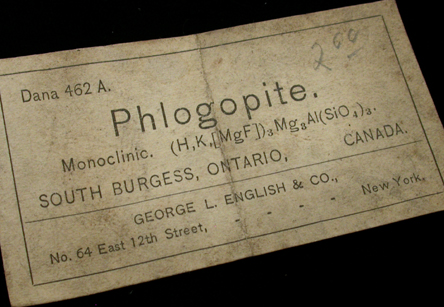 Dana 462 A.
2 00
Phlogopite.
Monoclinic. (H,K,[MgF])₃Mg₃Al(SiO₄)₃.
SOUTH BURGESS, ONTARIO, CANADA.
GEORGE L. ENGLISH & CO.,
No. 64 East 12th Street, - - - New York.